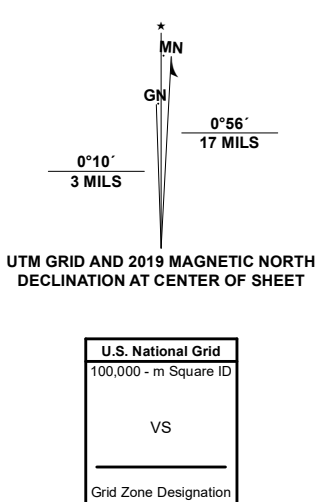 ★
MN
GN
0°56´
17 MILS
0°10´
3 MILS
UTM GRID AND 2019 MAGNETIC NORTH
DECLINATION AT CENTER OF SHEET
U.S. National Grid
100,000 - m Square ID
VS
Grid Zone Designation